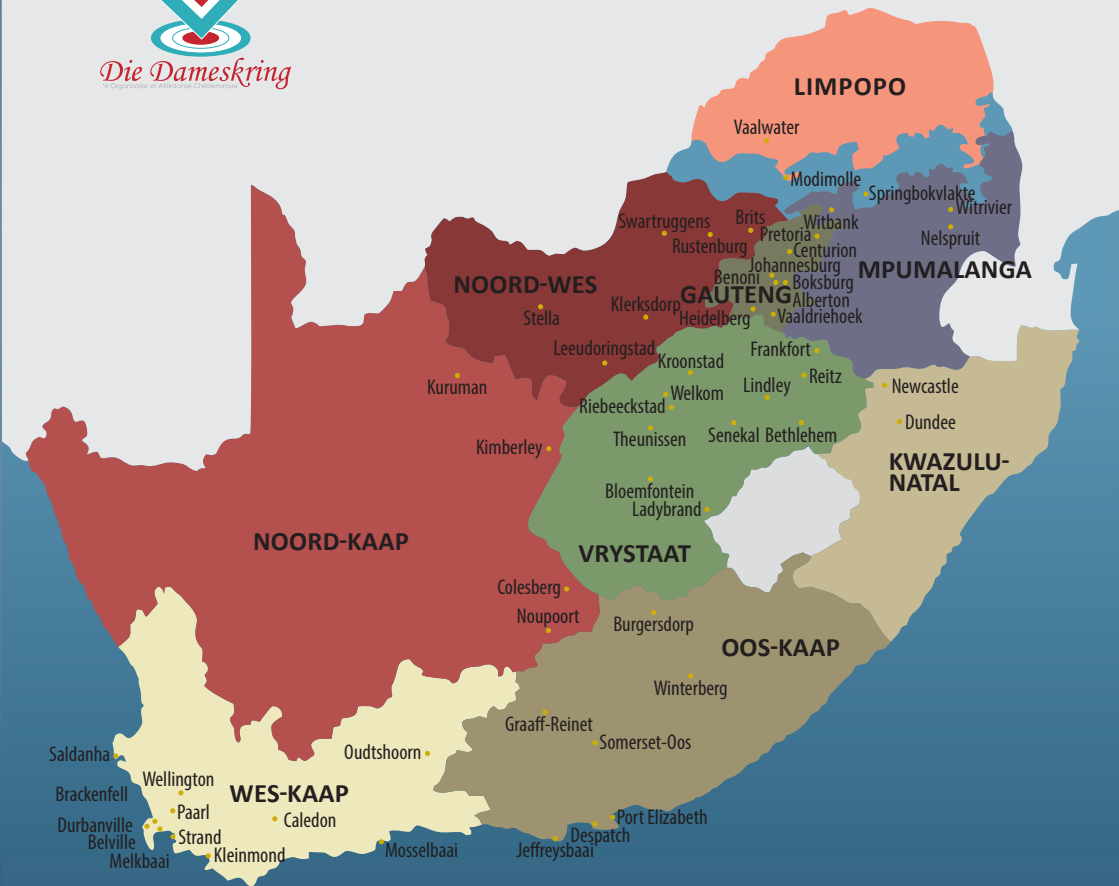 Die Dameskring
'n Organisasie vir Afrikaanse Christenvroue
LIMPOPO
Vaalwater
Modimolle
Springbokvlakte
Witrivier
Swartruggens
Brits
Witbank
Rustenburg
Pretoria
Nelspruit
Centurion
Johannesburg
MPUMALANGA
Benoni
Boksburg
NOORD-WES
GAUTENG
Klerksdorp
Alberton
Stella
Heidelberg
Vaaldriehoek
Leeudoringstad
Kroonstad
Frankfort
Kuruman
Welkom
Lindley
Reitz
Newcastle
Riebeeckstad
Dundee
Theunissen
Senekal
Bethlehem
Kimberley
KWAZULU-
NATAL
Bloemfontein
Ladybrand
NOORD-KAAP
VRYSTAAT
Colesberg
Noupoort
Burgersdorp
OOS-KAAP
Winterberg
Graaff-Reinet
Somerset-Oos
Saldanha
Oudtshoorn
Wellington
Brackenfell
WES-KAAP
Paarl
Caledon
Port Elizabeth
Durbanville
Strand
Despatch
Belville
Kleinmond
Mosselbaai
Jeffreysbaai
Melkbaai